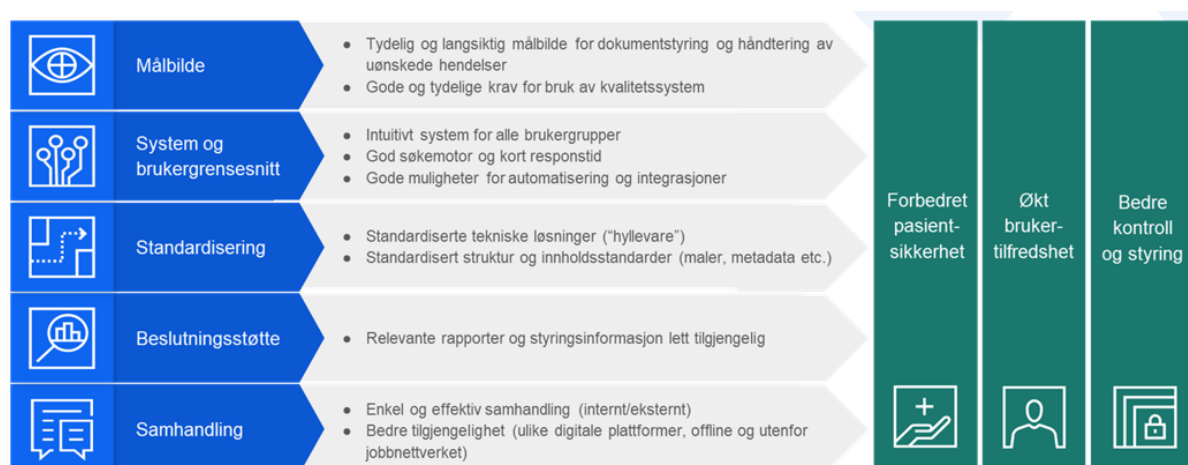 Målbilde
● Tydelig og langsiktig målbilde for dokumentstyring og håndtering av
uønskede hendelser
● Gode og tydelige krav for bruk av kvalitetssystem
System og
brukergrensesnitt
● Intuitivt system for alle brukergrupper
● God søkemotor og kort responstid
● Gode muligheter for automatisering og integrasjoner
Standardisering
● Standardiserte tekniske løsninger (“hyllevare”)
● Standardisert struktur og innholdsstandarder (maler, metadata etc.)
Beslutningsstøtte
● Relevante rapporter og styringsinformasjon lett tilgjengelig
Samhandling
● Enkel og effektiv samhandling (internt/eksternt)
● Bedre tilgjengelighet (ulike digitale plattformer, offline og utenfor
jobbnettverket)
Forbedret
pasient-
sikkerhet
Økt
bruker-
tilfredshet
Bedre
kontroll
og styring